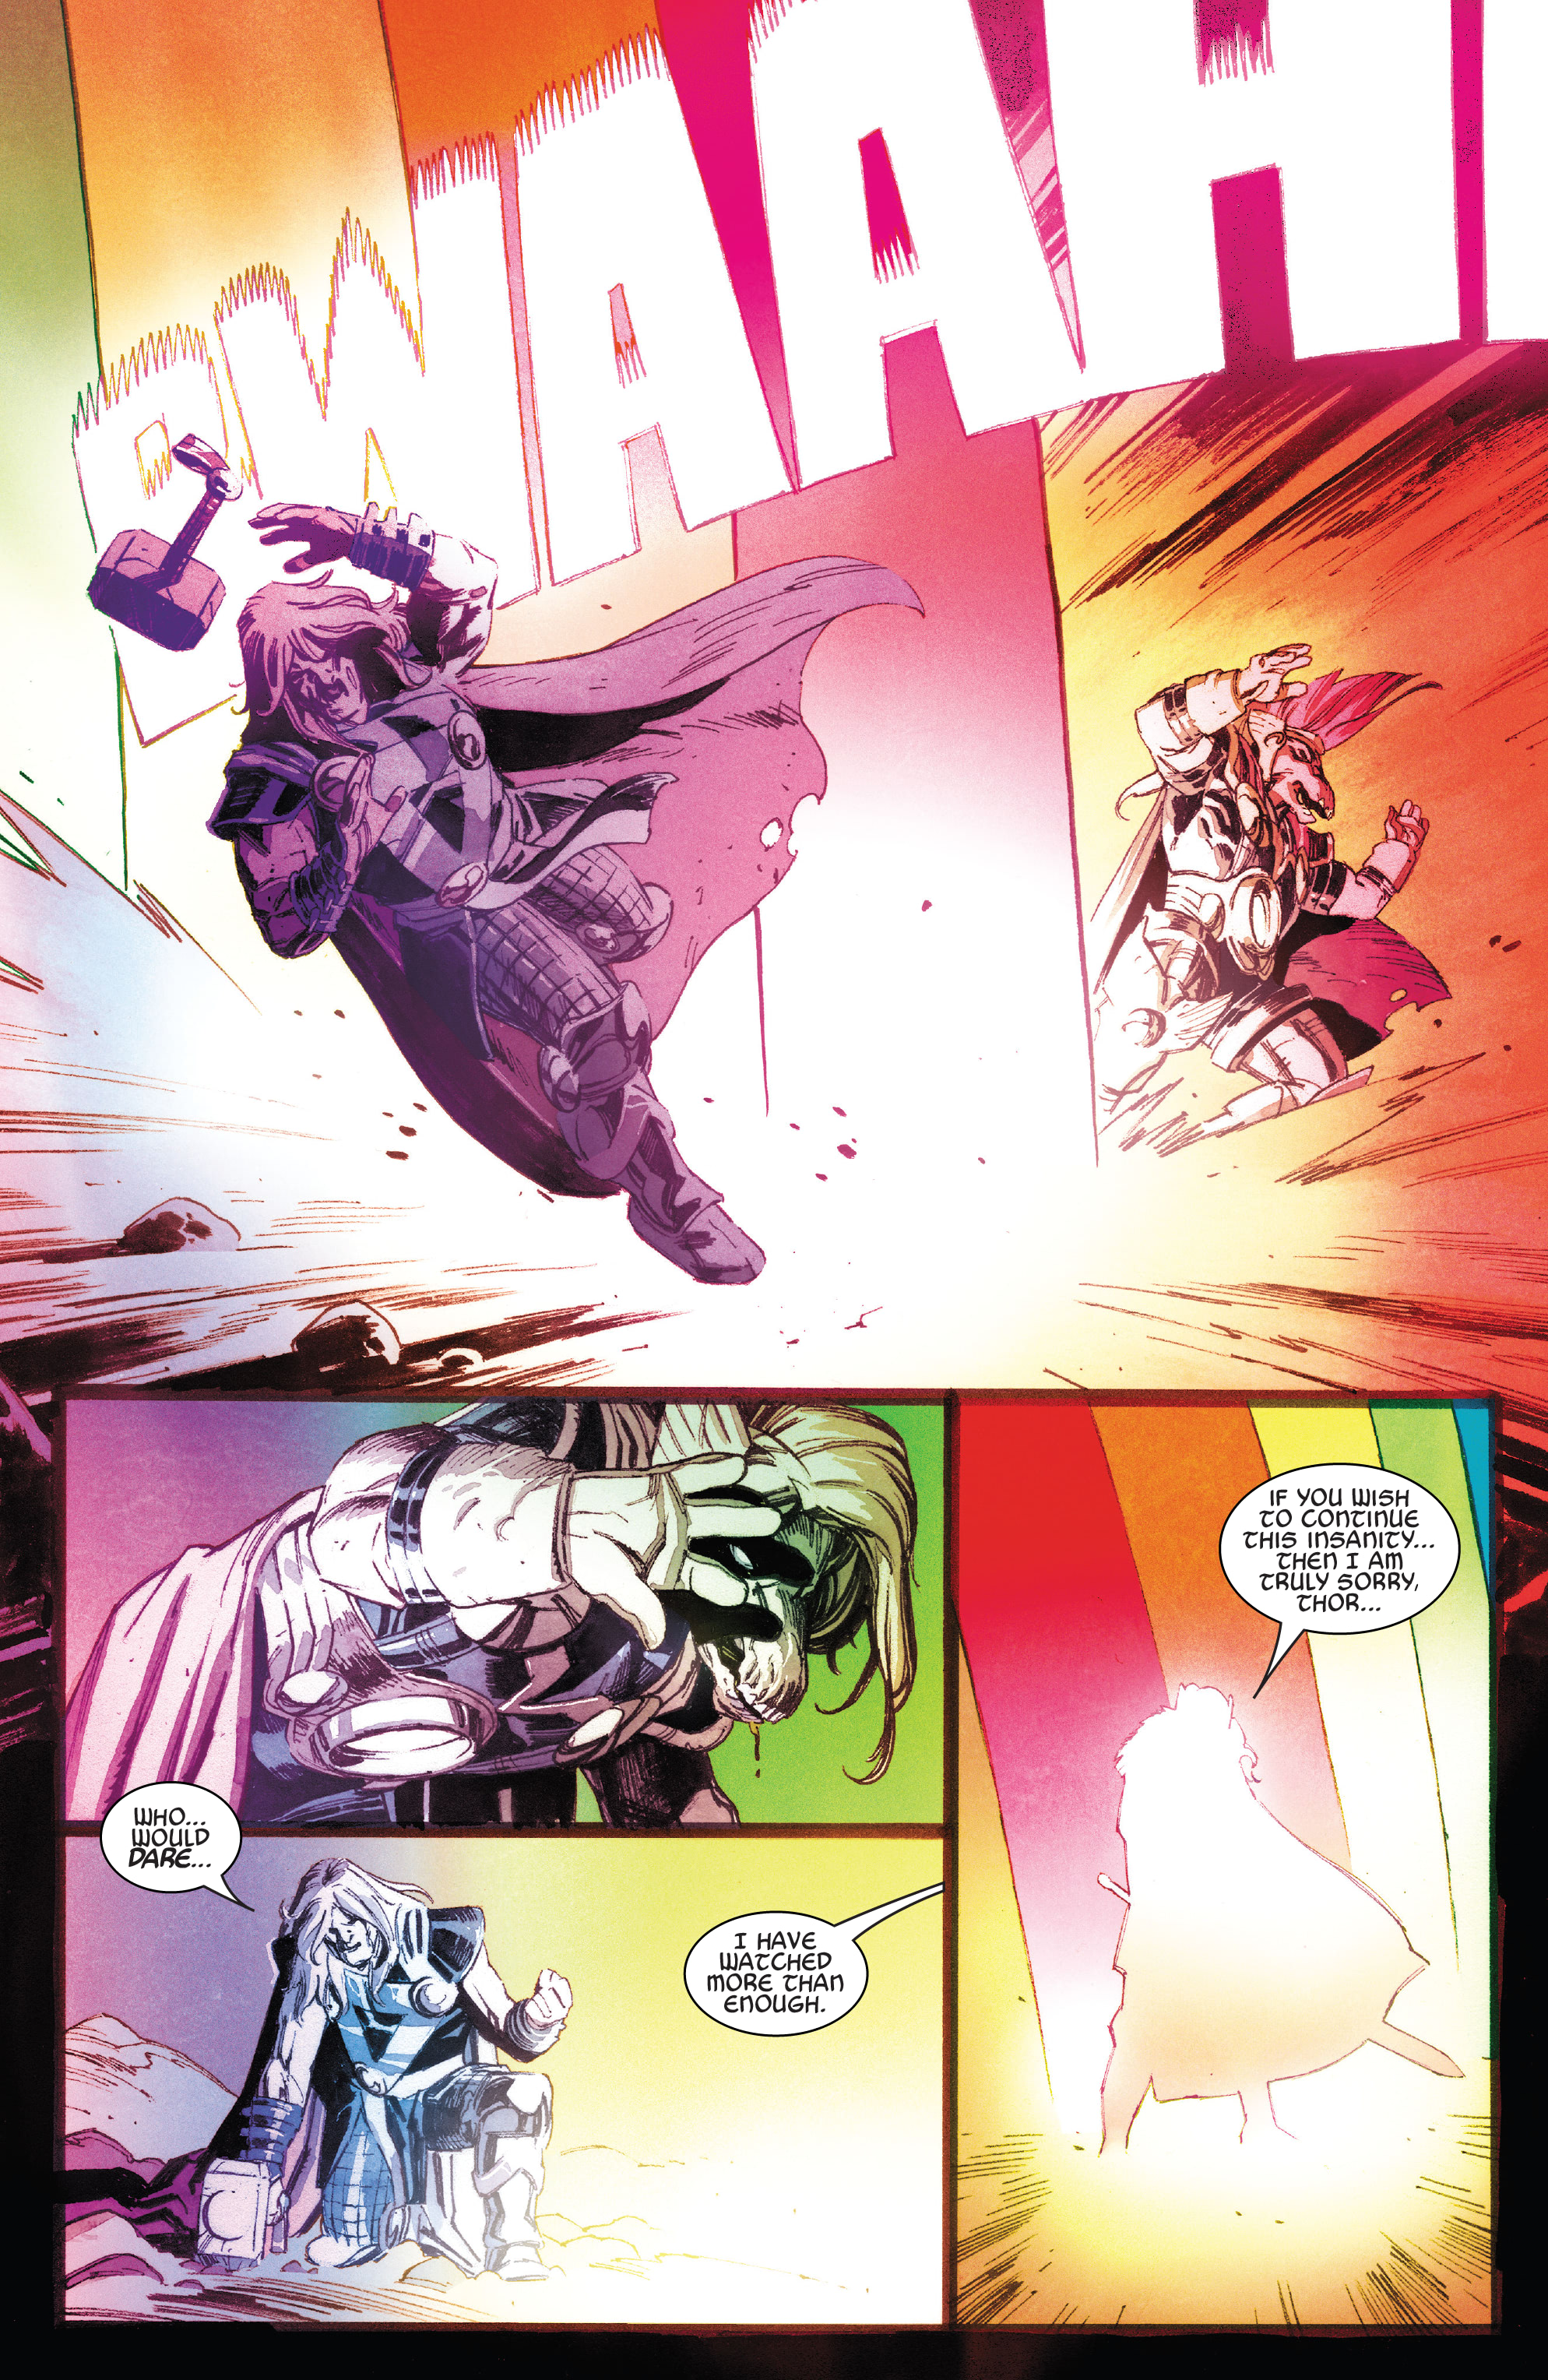 WHO...
WOULD
DARE...
I HAVE
WATCHED
MORE THAN
ENOUGH.
IF YOU WISH
TO CONTINUE
THIS INSANITY...
THEN I AM
TRULY SORRY,
THOR...